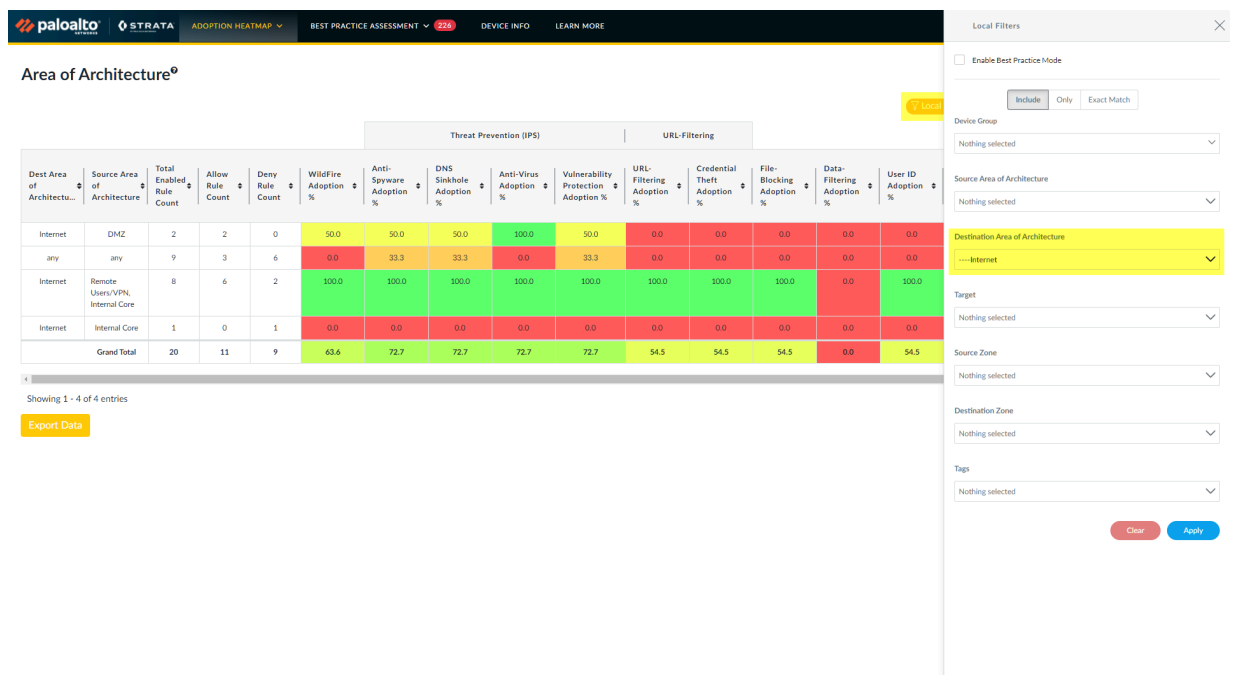 paloalto NETWORKS STRATA ADOPTION HEATMAP BEST PRACTICE ASSESSMENT 226 DEVICE INFO LEARN MORE
Local Filters
Enable Best Practice Mode
Area of Architecture
Local
Include Only Exact Match
Device Group
Nothing selected
Threat Prevention (IPS) URL-Filtering
Dest Area of Architectu... Source Area of Architecture Total Enabled Rule Count Allow Rule Count Deny Rule Count WildFire Adoption % Anti-Spyware Adoption % DNS Sinkhole Adoption % Anti-Virus Adoption % Vulnerability Protection Adoption % URL-Filtering Adoption % Credential Theft Adoption % File-Blocking Adoption % Data-Filtering Adoption % User ID Adoption %
Internet DMZ 2 2 0 50.0 50.0 50.0 100.0 50.0 0.0 0.0 0.0 0.0 0.0
any any 9 3 6 0.0 33.3 33.3 0.0 33.3 0.0 0.0 0.0 0.0 0.0
Internet Remote Users/VPN, Internal Core 8 6 2 100.0 100.0 100.0 100.0 100.0 100.0 100.0 100.0 0.0 100.0
Internet Internal Core 1 0 1 0.0 0.0 0.0 0.0 0.0 0.0 0.0 0.0 0.0 0.0
Grand Total 20 11 9 63.6 72.7 72.7 72.7 72.7 54.5 54.5 54.5 0.0 54.5
Showing 1 - 4 of 4 entries
Export Data
Source Area of Architecture
Nothing selected
Destination Area of Architecture
----Internet
Target
Nothing selected
Source Zone
Nothing selected
Destination Zone
Nothing selected
Tags
Nothing selected
Clear Apply